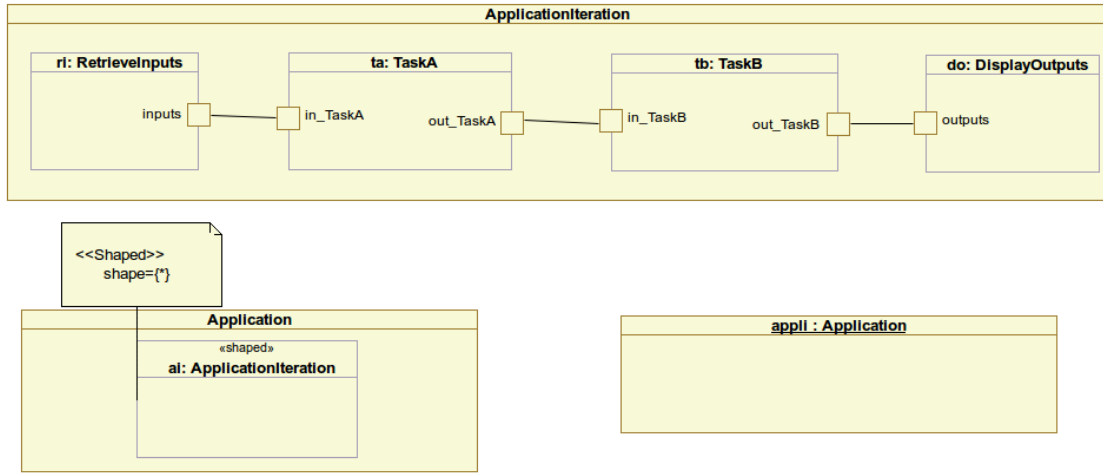 ApplicationIteration
ri: RetrieveInputs
ta: TaskA
tb: TaskB
do: DisplayOutputs
inputs
in_TaskA
out_TaskA
in_TaskB
out_TaskB
outputs
<<Shaped>>
shape={*}
Application
«shaped»
ai: ApplicationIteration
appli : Application